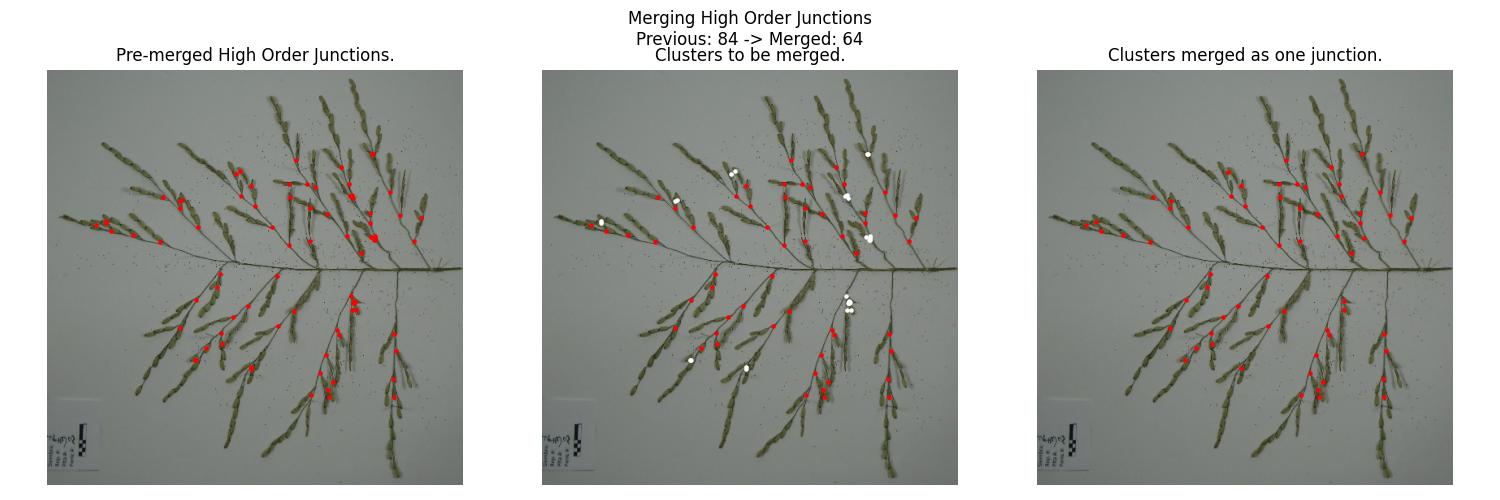 Merging High Order Junctions
Previous: 84 -> Merged: 64
Pre-merged High Order Junctions.
Clusters to be merged.
Clusters merged as one junction.